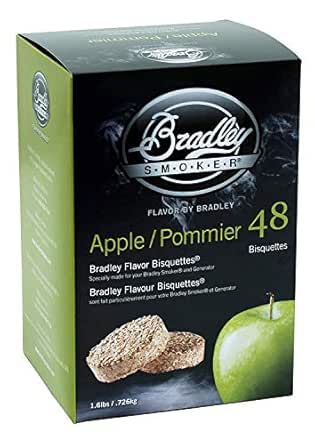 Bradley
SMOKER®
FLAVOR BY BRADLEY
Apple / Pommier 48
Bisquettes
Bradley Flavor Bisquettes®
Specially made for your Bradley Smoker® and Generator
Bradley Flavour Bisquettes®
sont fait particulièrement pour votre Bradley Smoker® et Generator
1.6lbs / .726kg